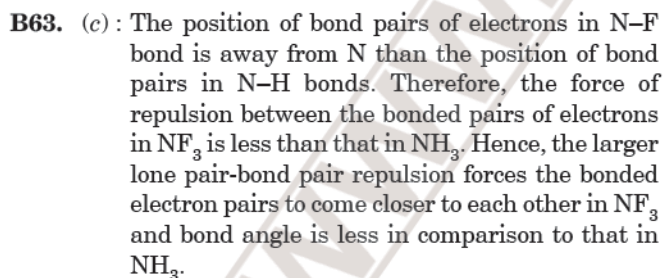 B63. (c) : The position of bond pairs of electrons in N–F
bond is away from N than the position of bond
pairs in N–H bonds. Therefore, the force of
repulsion between the bonded pairs of electrons
in NF₃ is less than that in NH₃. Hence, the larger
lone pair-bond pair repulsion forces the bonded
electron pairs to come closer to each other in NF₃
and bond angle is less in comparison to that in
NH₃.